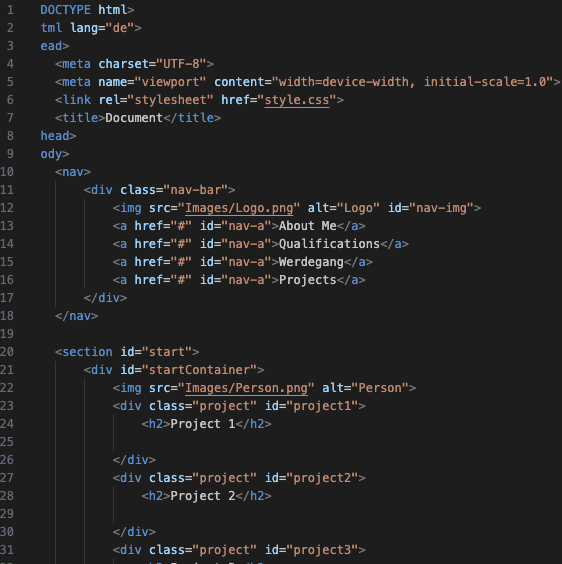 1 DOCTYPE html>
2 tml lang="de">
3 ead>
4 <meta charset="UTF-8">
5 <meta name="viewport" content="width=device-width, initial-scale=1.0">
6 <link rel="stylesheet" href="style.css">
7 <title>Document</title>
8 head>
9 ody>
10 <nav>
11 <div class="nav-bar">
12 <img src="Images/Logo.png" alt="Logo" id="nav-img">
13 <a href="#" id="nav-a">About Me</a>
14 <a href="#" id="nav-a">Qualifications</a>
15 <a href="#" id="nav-a">Werdegang</a>
16 <a href="#" id="nav-a">Projects</a>
17 </div>
18 </nav>
19
20 <section id="start">
21 <div id="startContainer">
22 <img src="Images/Person.png" alt="Person">
23 <div class="project" id="project1">
24 <h2>Project 1</h2>
25
26 </div>
27 <div class="project" id="project2">
28 <h2>Project 2</h2>
29
30 </div>
31 <div class="project" id="project3">